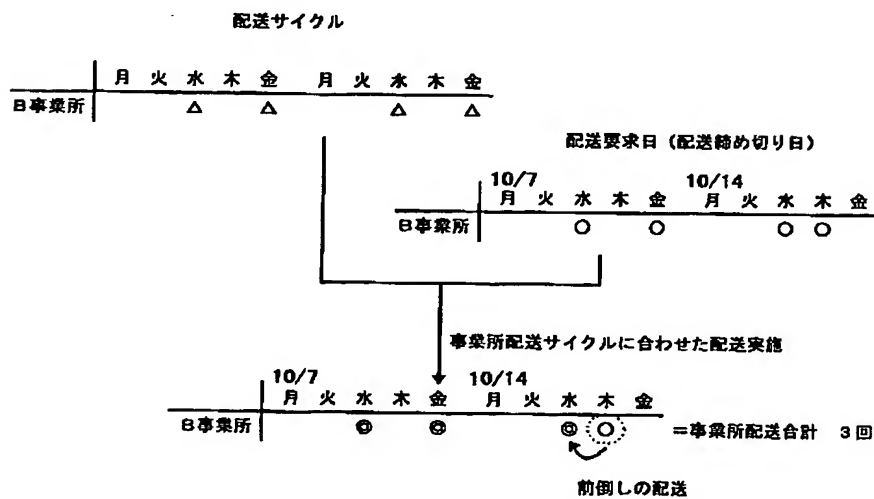 配送サイクル
月 火 水 木 金 月 火 水 木 金
B事業所 △ △ △ △
配送要求日(配送締め切り日)
10/7 10/14
月 火 水 木 金 月 火 水 木 金
B事業所 ○ ○ ○ ○
事業所配送サイクルに合わせた配送実施
10/7 10/14
月 火 水 木 金 月 火 水 木 金
B事業所 ◎ ◎ ◎ ○ =事業所配送合計 3回
前倒しの配送